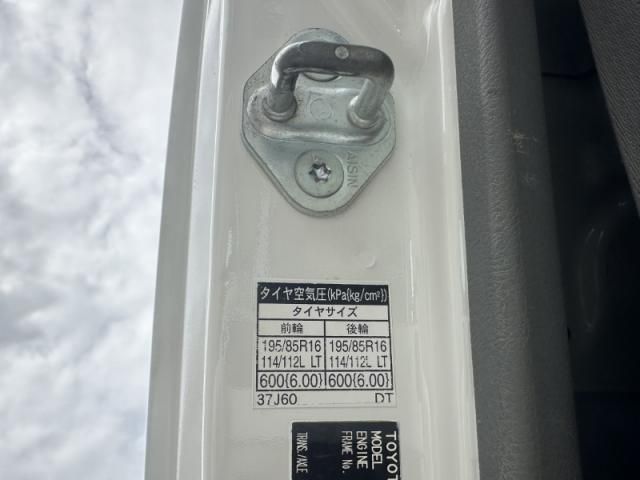 AISIN
タイヤ空気圧(kPa{kg/cm²})
タイヤサイズ
前輪 後輪
195/85R16 195/85R16
114/112L LT 114/112L LT
600{6.00} 600{6.00}
37J60 DT
TOYOT
MODEL
ENGINE
FRAME No.
TRANS./AXLE